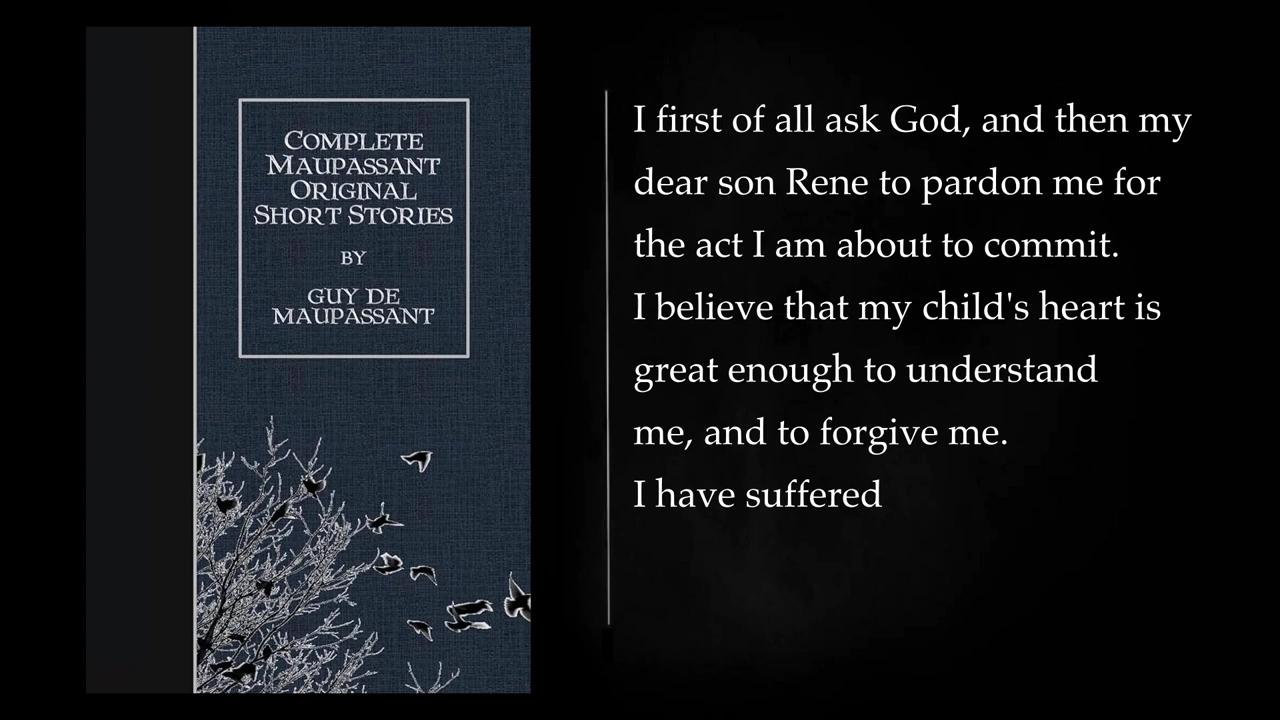 COMPLETE
MAUPASSANT
ORIGINAL
SHORT STORIES
BY
GUY DE
MAUPASSANT
I first of all ask God, and then my
dear son Rene to pardon me for
the act I am about to commit.
I believe that my child's heart is
great enough to understand
me, and to forgive me.
I have suffered